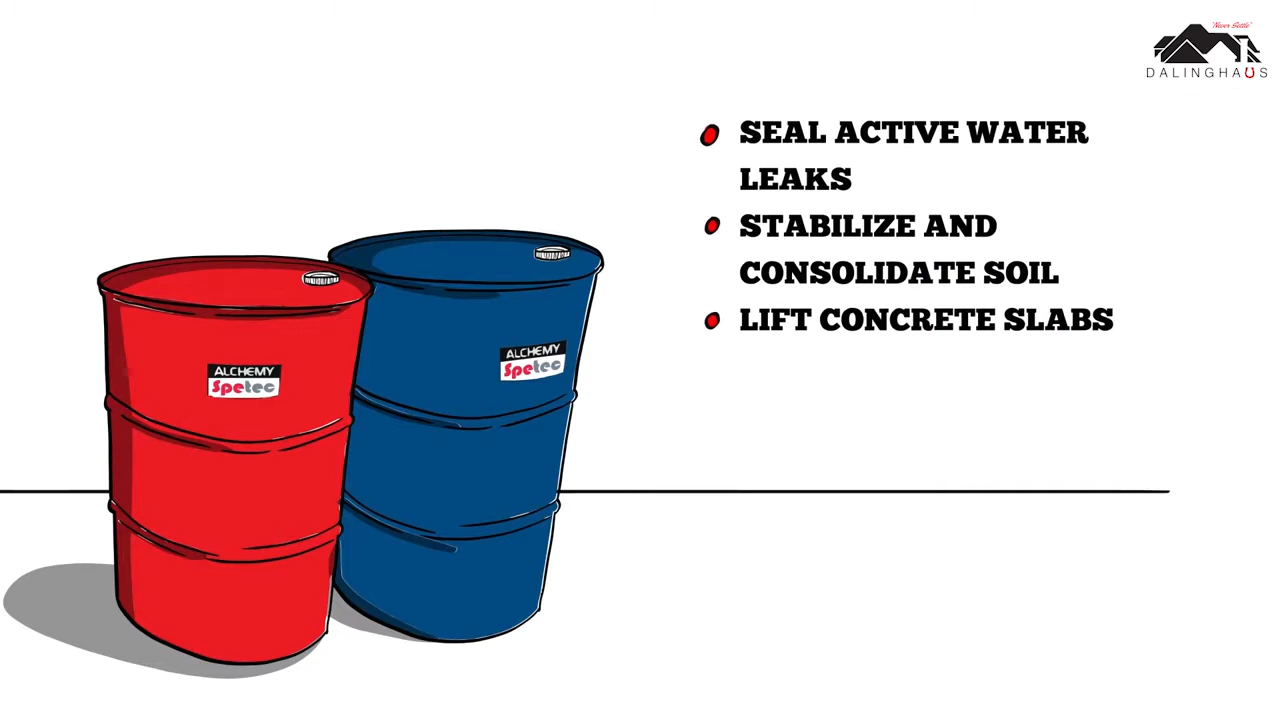 "Never Settle"
DALINGHAUS
SEAL ACTIVE WATER
LEAKS
STABILIZE AND
CONSOLIDATE SOIL
LIFT CONCRETE SLABS
ALCHEMY
Spetec
ALCHEMY
Spetec